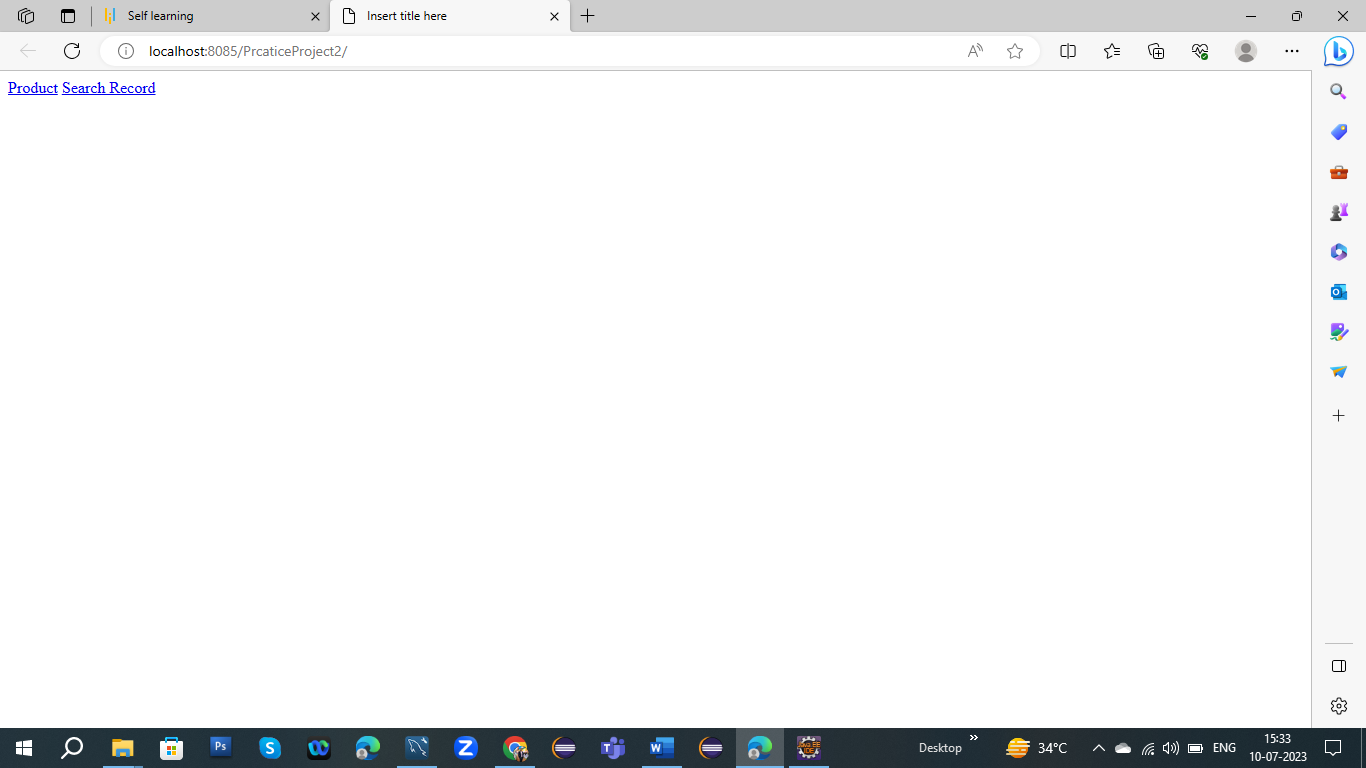 Self learning
Insert title here
localhost:8085/PrcaticeProject2/
Product Search Record
Desktop
34°C
ENG
15:33
10-07-2023